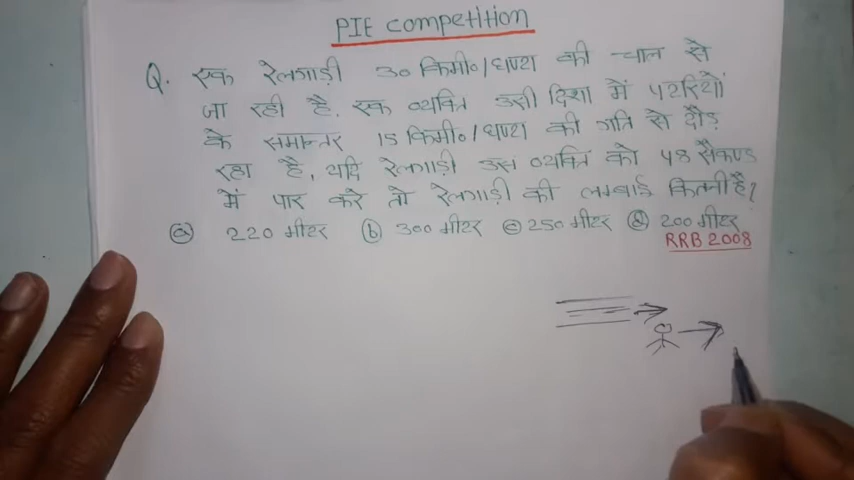 PIE competition
Q. एक रेलगाड़ी 30 किमी०/घण्टा की चाल से
जा रही है. एक व्यक्ति उसी दिशा में पटरियों
के समान्तर 15 किमी०/घण्टा की गति से दौड़
रहा है, यदि रेलगाड़ी उस व्यक्ति को 48 सैकण्ड
में पार करे तो रेलगाड़ी की लम्बाई कितनी है?
(a) 220 मीटर (b) 300 मीटर (c) 250 मीटर (d) 200 मीटर
RRB 2008